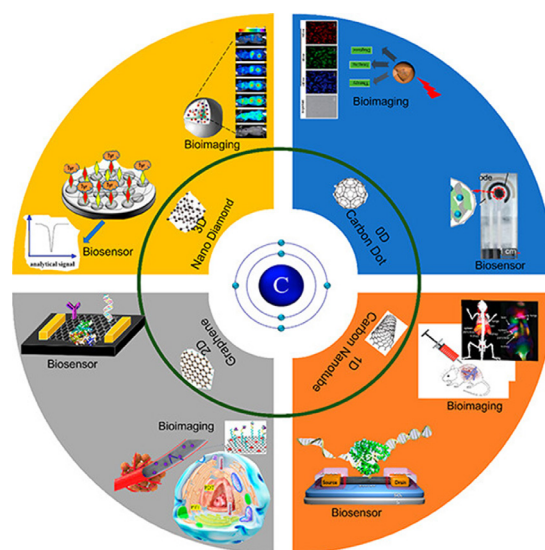 Bioimaging
Biosensor
analytical signal
3D
Nano Diamond
Bioimaging
0D
Carbon Dot
cm
Biosensor
C
Biosensor
2D
Graphene
Bioimaging
1D
Carbon Nanotube
Bioimaging
Source
Drain
Biosensor